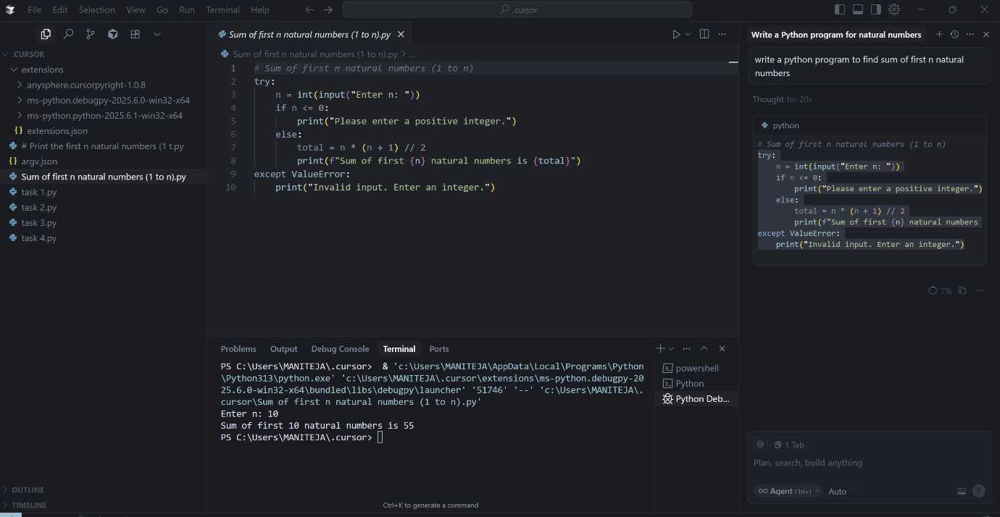 File Edit Selection View Go Run Terminal Help
.cursor
.CURSOR
extensions
anysphere.cursorpyright-1.0.8
ms-python.debugpy-2025.6.0-win32-x64
ms-python.python-2025.6.1-win32-x64
{} extensions.json
# Print the first n natural numbers (1 t.py
{} argv.json
Sum of first n natural numbers (1 to n).py
task 1.py
task 2.py
task 3.py
task 4.py
OUTLINE
TIMELINE
Sum of first n natural numbers (1 to n).py
Sum of first n natural numbers (1 to n).py > ...
1 # Sum of first n natural numbers (1 to n)
2 try:
3 n = int(input("Enter n: "))
4 if n <= 0:
5 print("Please enter a positive integer.")
6 else:
7 total = n * (n + 1) // 2
8 print(f"Sum of first {n} natural numbers is {total}")
9 except ValueError:
10 print("Invalid input. Enter an integer.")
Problems Output Debug Console Terminal Ports
PS C:\Users\MANITEJA\.cursor> & 'c:\Users\MANITEJA\AppData\Local\Programs\Python
\Python313\python.exe' 'c:\Users\MANITEJA\.cursor\extensions\ms-python.debugpy-20
25.6.0-win32-x64\bundled\libs\debugpy\launcher' '51746' '--' 'c:\Users\MANITEJA\.
cursor\Sum of first n natural numbers (1 to n).py'
Enter n: 10
Sum of first 10 natural numbers is 55
PS C:\Users\MANITEJA\.cursor>
Ctrl+K to generate a command
powershell
Python
Python Deb...
Write a Python program for natural numbers
write a python program to find sum of first n natural
numbers
Thought for 20s
python
# Sum of first n natural numbers (1 to n)
try:
n = int(input("Enter n: "))
if n <= 0:
print("Please enter a positive integer.")
else:
total = n * (n + 1) // 2
print(f"Sum of first {n} natural numbers
except ValueError:
print("Invalid input. Enter an integer.")
7%
@ 1 Tab
Plan, search, build anything
Agent Ctrl+I Auto